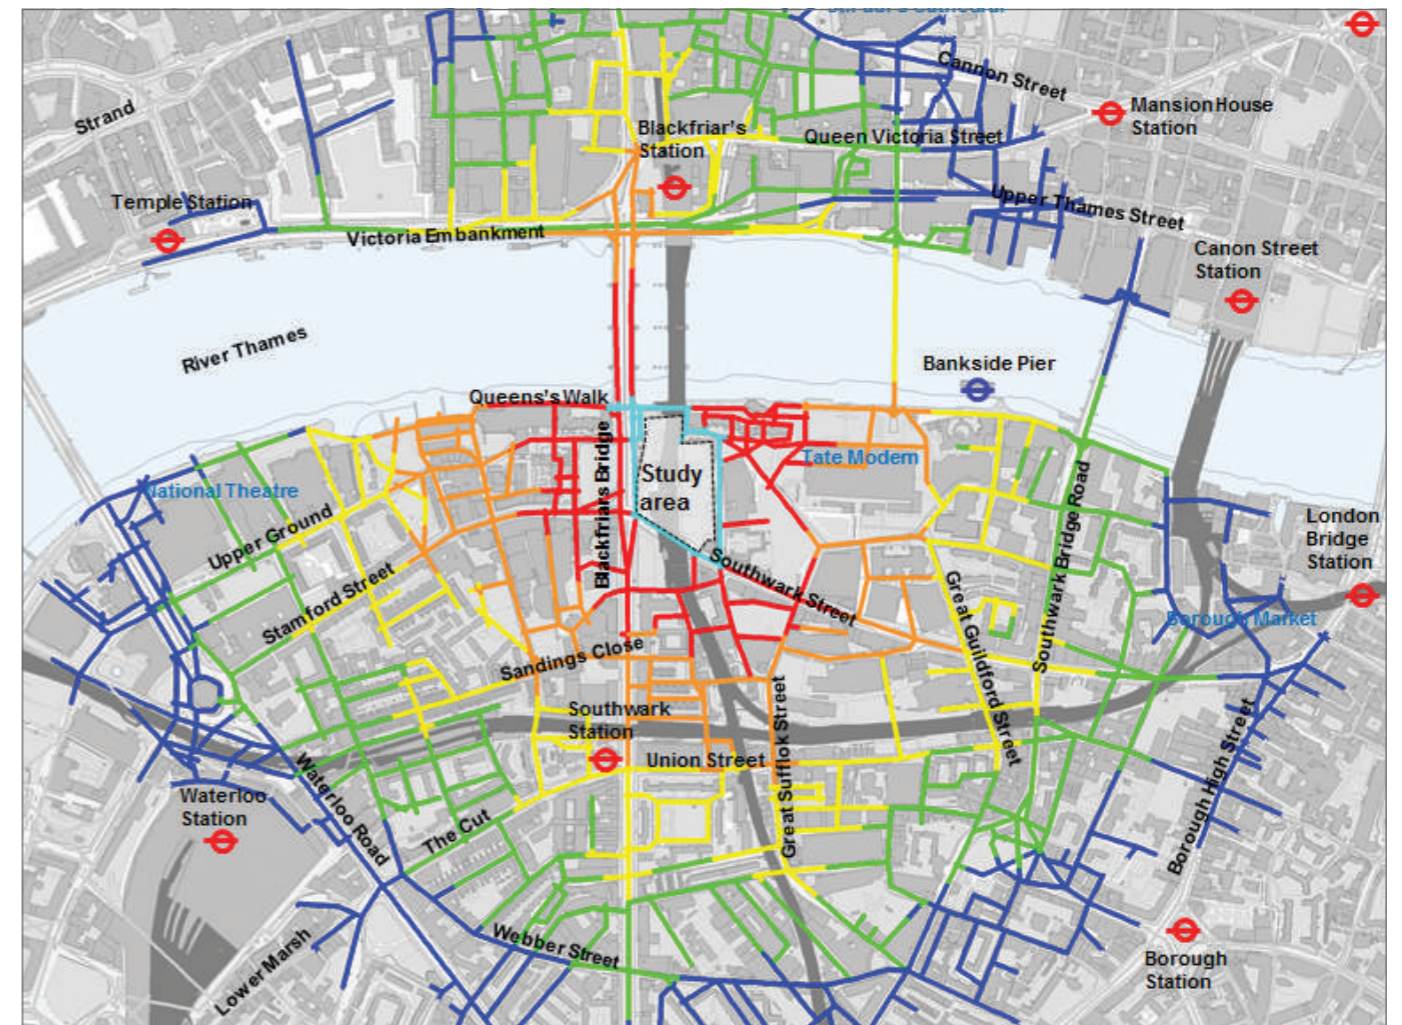 Cannon Street
Strand
Mansion House
Station
Blackfriar's
Station
Queen Victoria Street
Temple Station
Upper Thames Street
Victoria Embankment
Canon Street
Station
River Thames
Bankside Pier
Queens's Walk
Blackfriars Bridge
Study
area
Tate Modern
National Theatre
Upper Ground
Southwark Bridge Road
London
Bridge
Station
Stamford Street
Southwark Street
Great Guildford Street
Borough Market
Sandings Close
Southwark
Station
Union Street
Great Sufflok Street
Waterloo
Station
Waterloo Road
The Cut
Borough High Street
Webber Street
Lower Marsh
Borough
Station